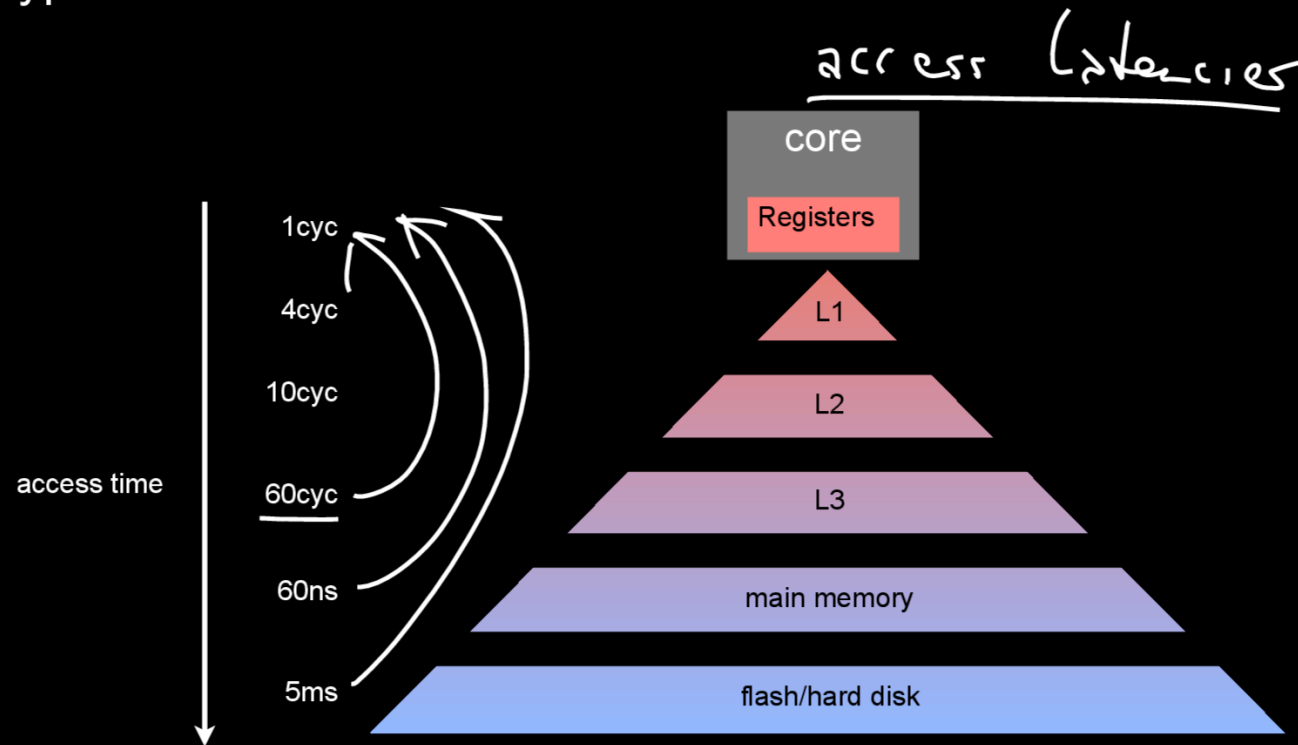 yp
access latencies
core
Registers
1cyc
4cyc
L1
10cyc
L2
access time
60cyc
L3
60ns
main memory
5ms
flash/hard disk